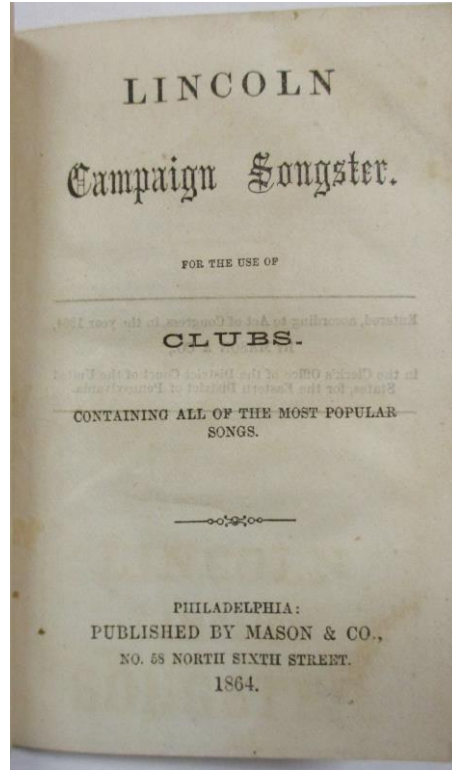 LINCOLN
Campaign Songster.
FOR THE USE OF
CLUBS.
CONTAINING ALL OF THE MOST POPULAR
SONGS.
PHILADELPHIA:
PUBLISHED BY MASON & CO.,
NO. 58 NORTH SIXTH STREET.
1864.